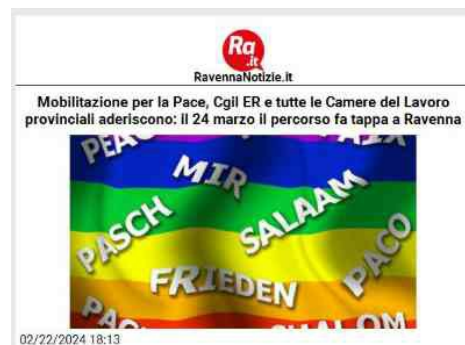 Ra
.it
RavennaNotizie.it
Mobilitazione per la Pace, Cgil ER e tutte le Camere del Lavoro
provinciali aderiscono: il 24 marzo il percorso fa tappa a Ravenna
MIR
PASCH
SALAAM
PACO
FRIEDEN
02/22/2024 18:13